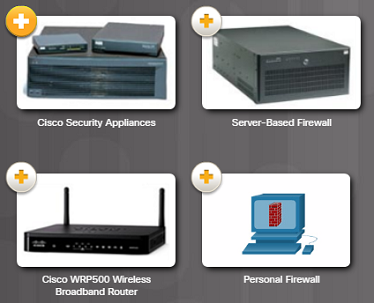 Cisco Security Appliances
Server-Based Firewall
Cisco WRP500 Wireless
Broadband Router
Personal Firewall